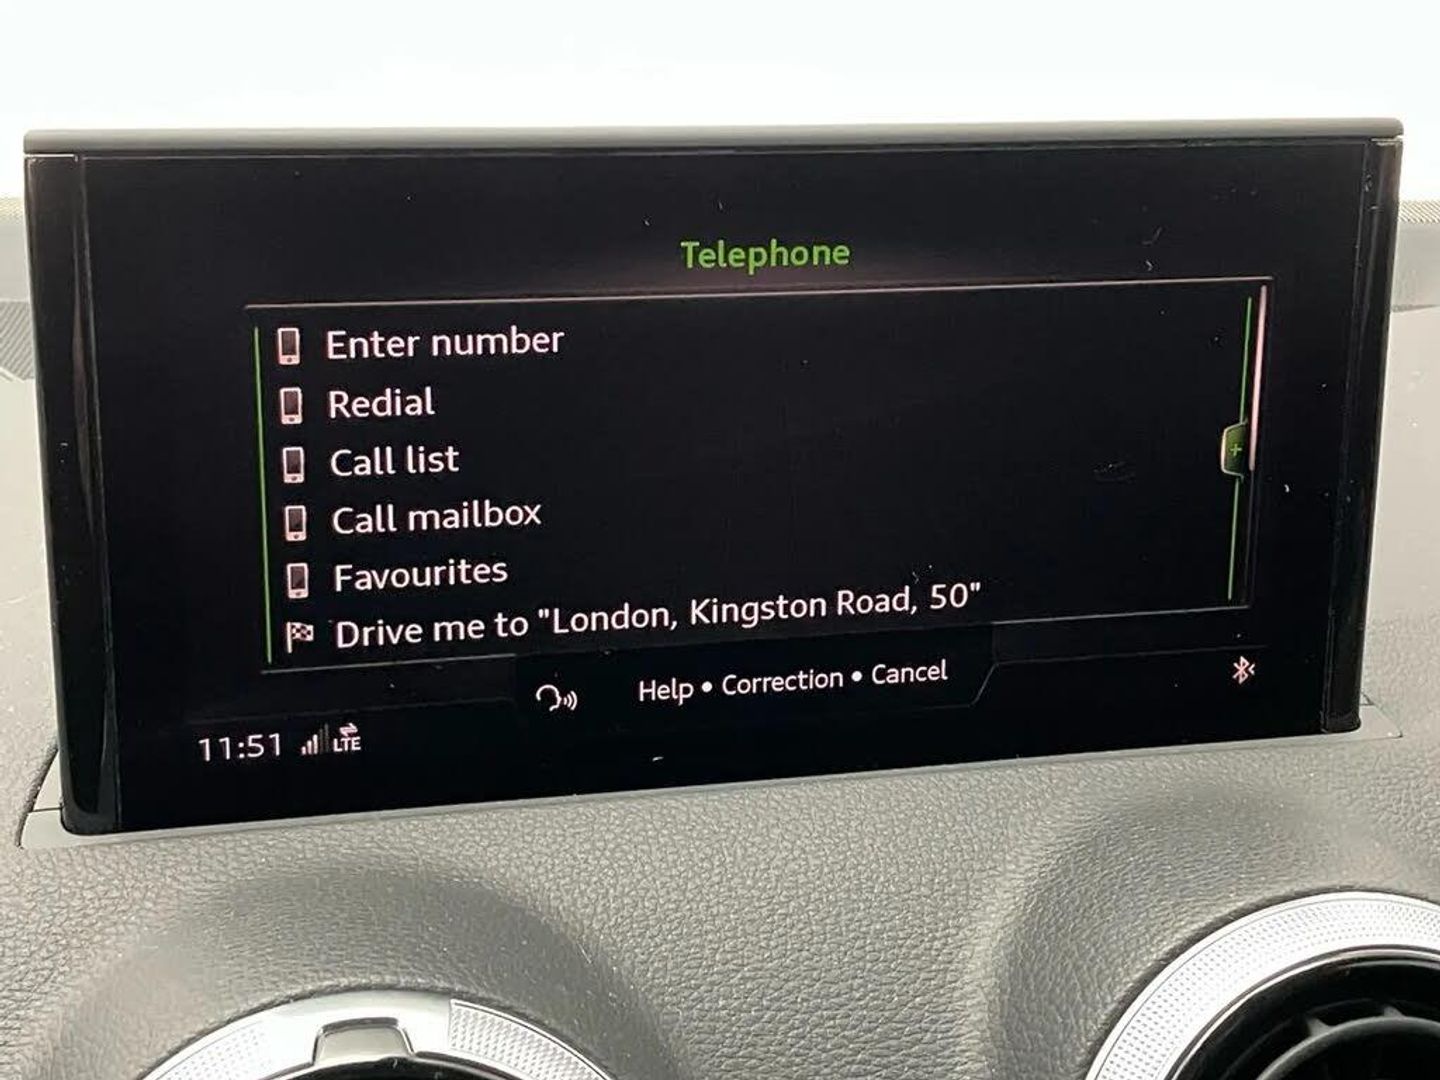 Telephone
Enter number
Redial
Call list
Call mailbox
Favourites
Drive me to "London, Kingston Road, 50"
Help • Correction • Cancel
11:51 LTE